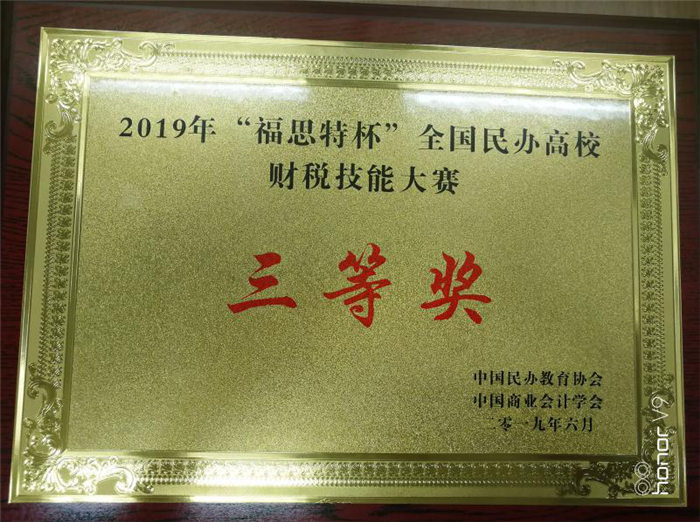 2019年“福思特杯”全国民办高校
财税技能大赛
三等奖
中国民办教育协会
中国商业会计学会
二零一九年六月
honor V9